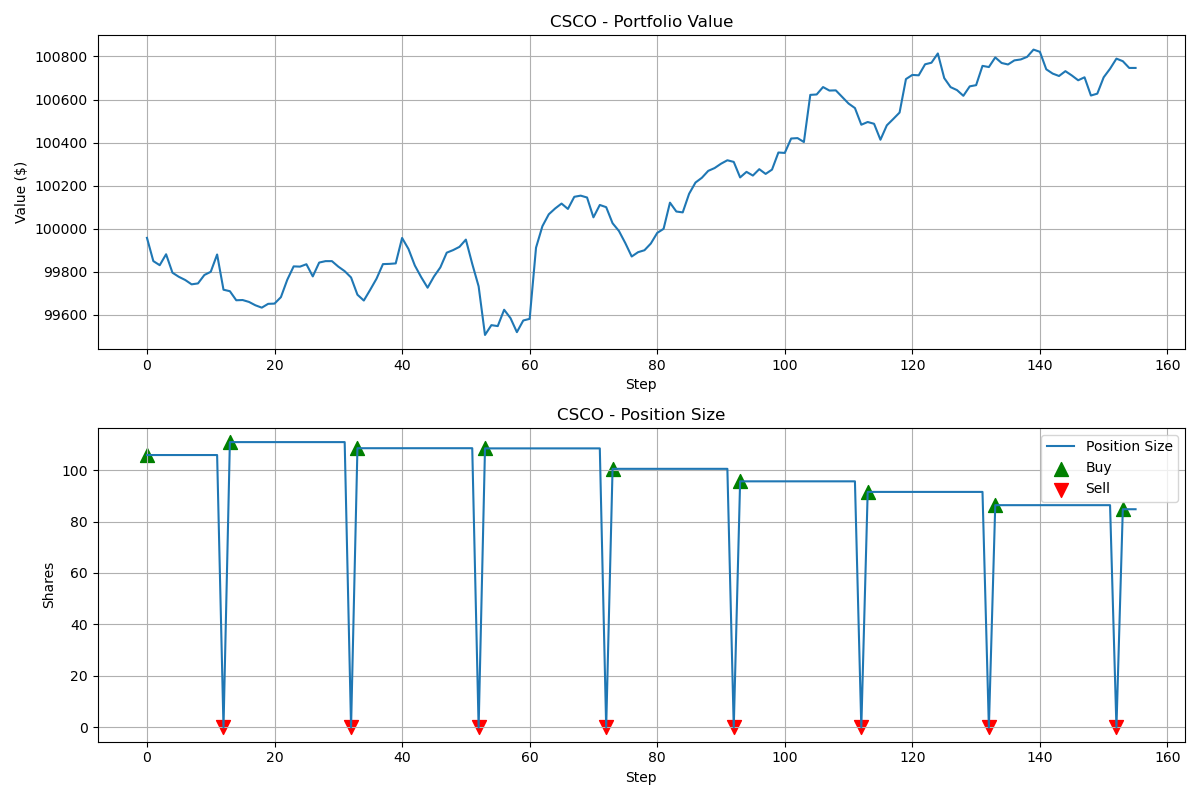 CSCO - Portfolio Value
Value ($)
100800
100600
100400
100200
100000
99800
99600
0 20 40 60 80 100 120 140 160
Step
CSCO - Position Size
Shares
100
80
60
40
20
0
Position Size
Buy
Sell
0 20 40 60 80 100 120 140 160
Step